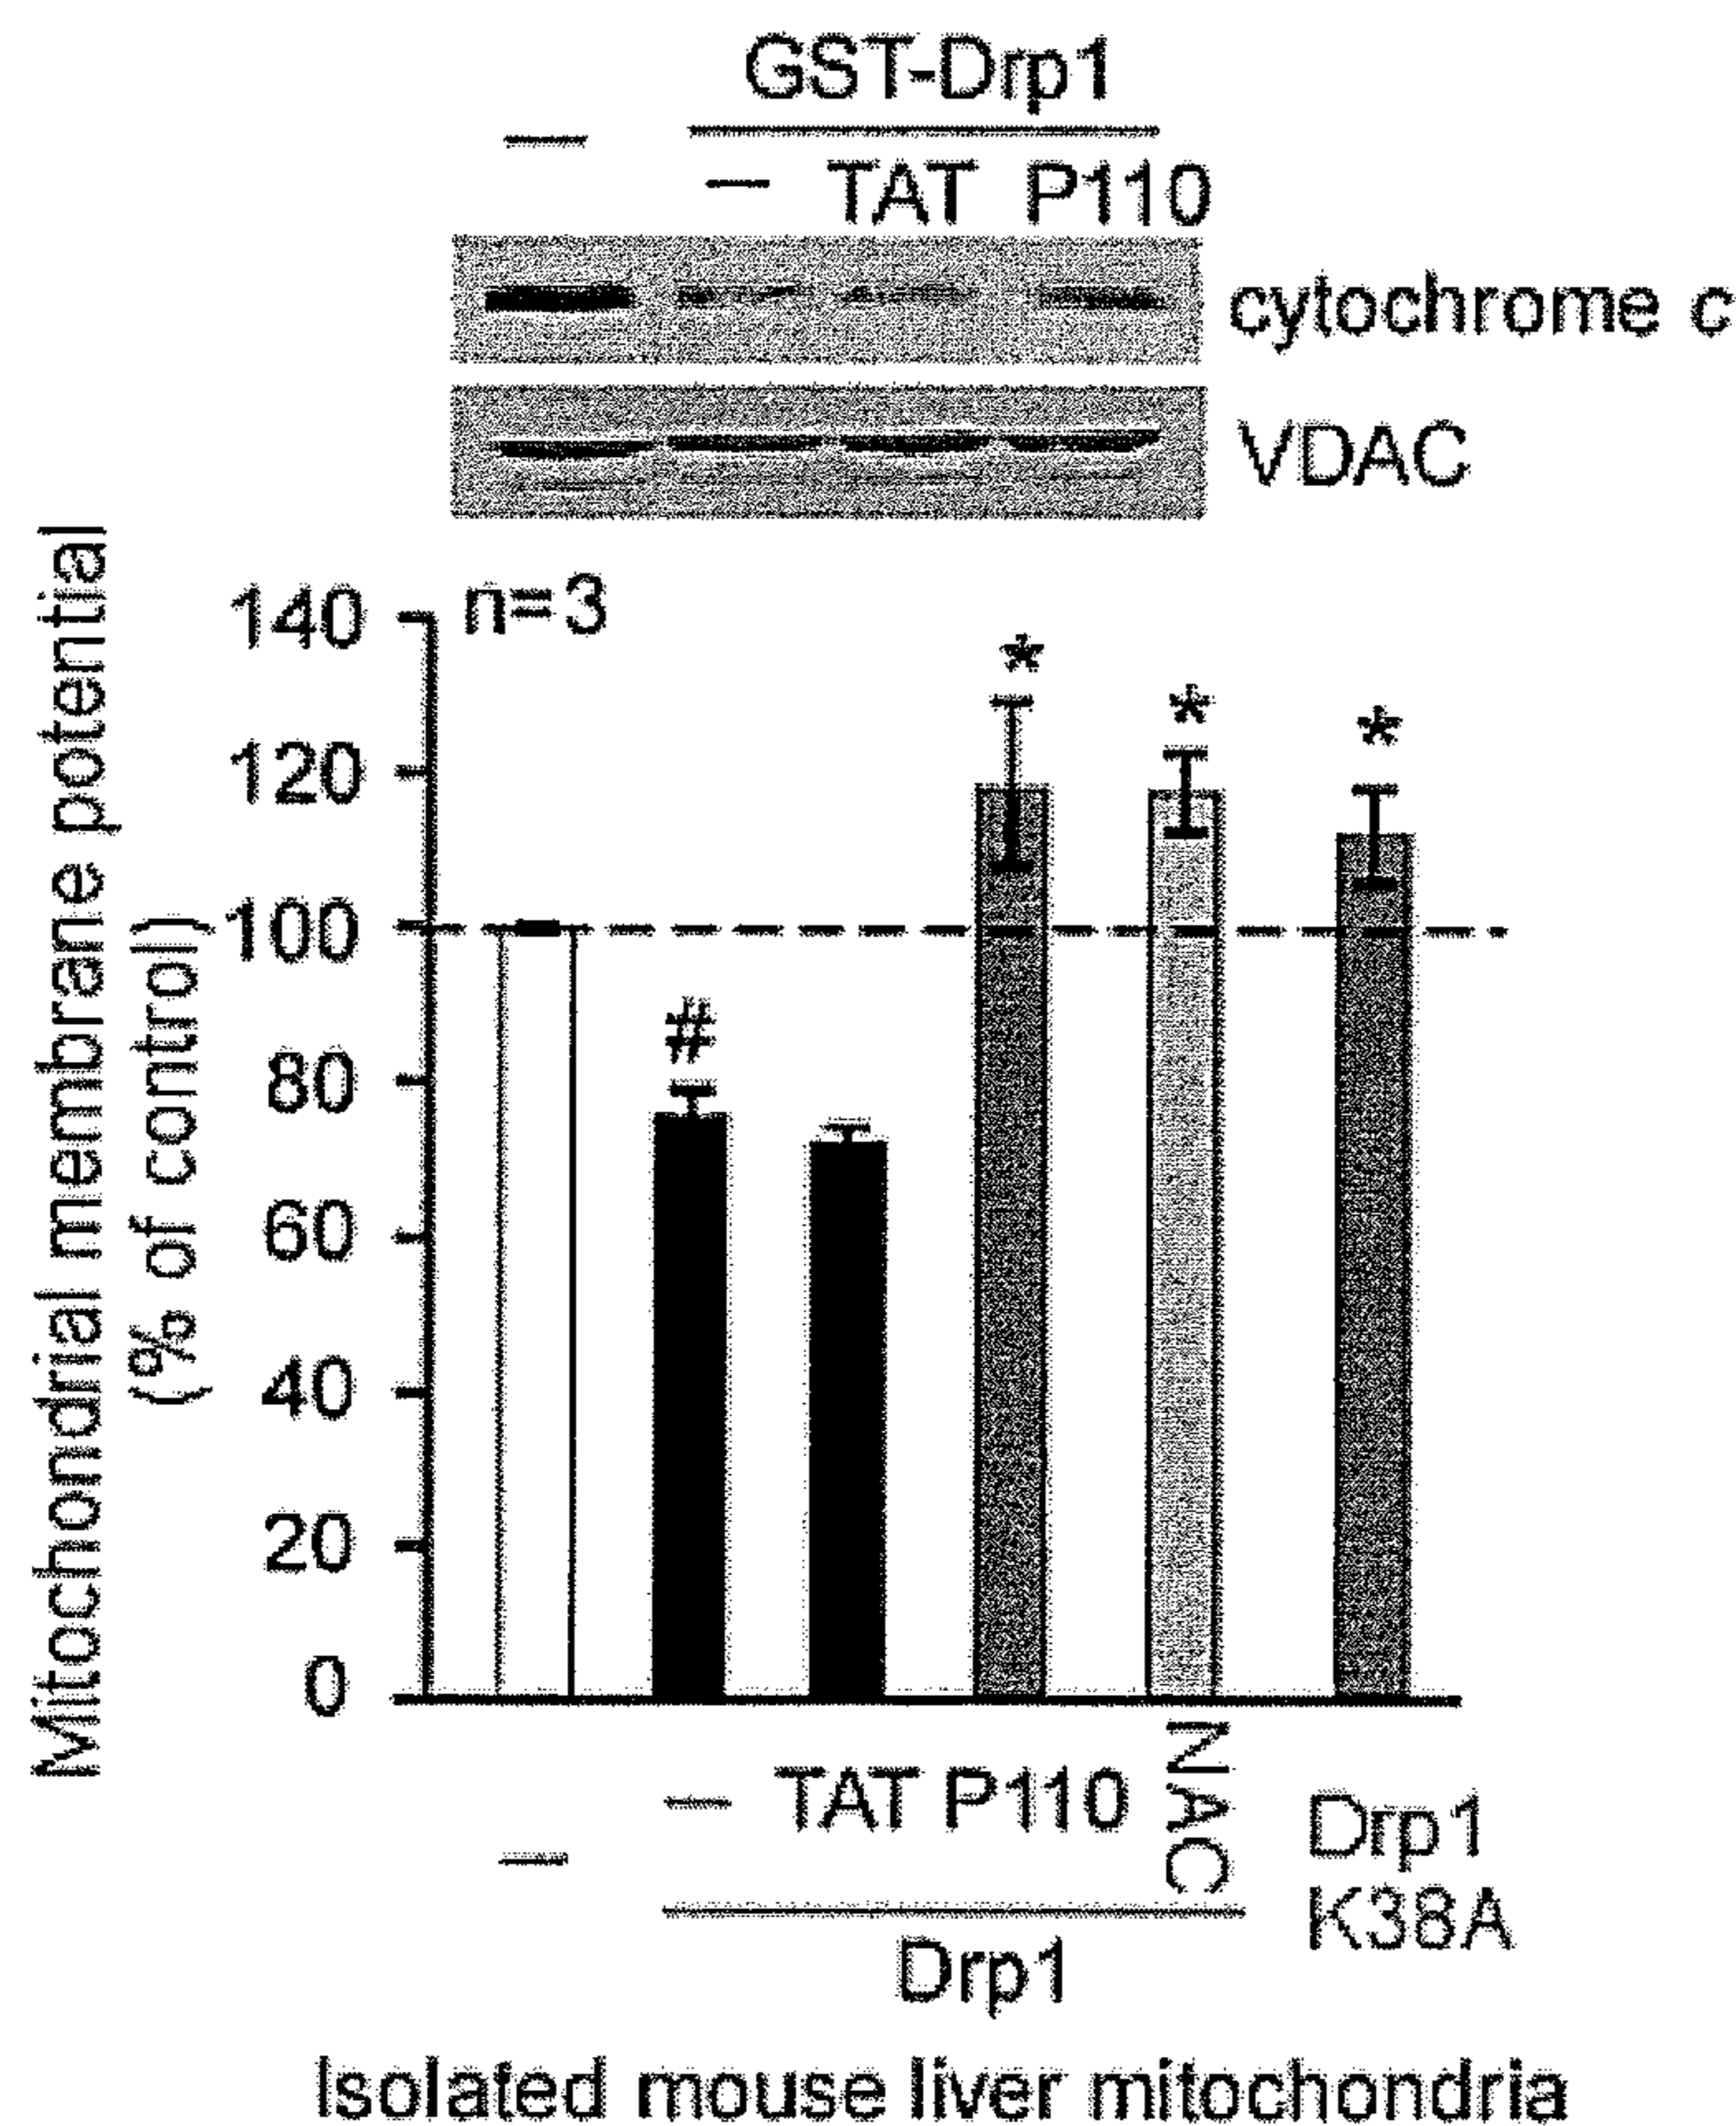 GST-Drp1
–
– TAT P110
cytochrome c
VDAC
Mitochondrial membrane potential
(% of control)
n=3
140
120
100
80
60
40
20
0
*
*
*
#
– TAT P110 NAC
–
Drp1
Drp1
K38A
Isolated mouse liver mitochondria